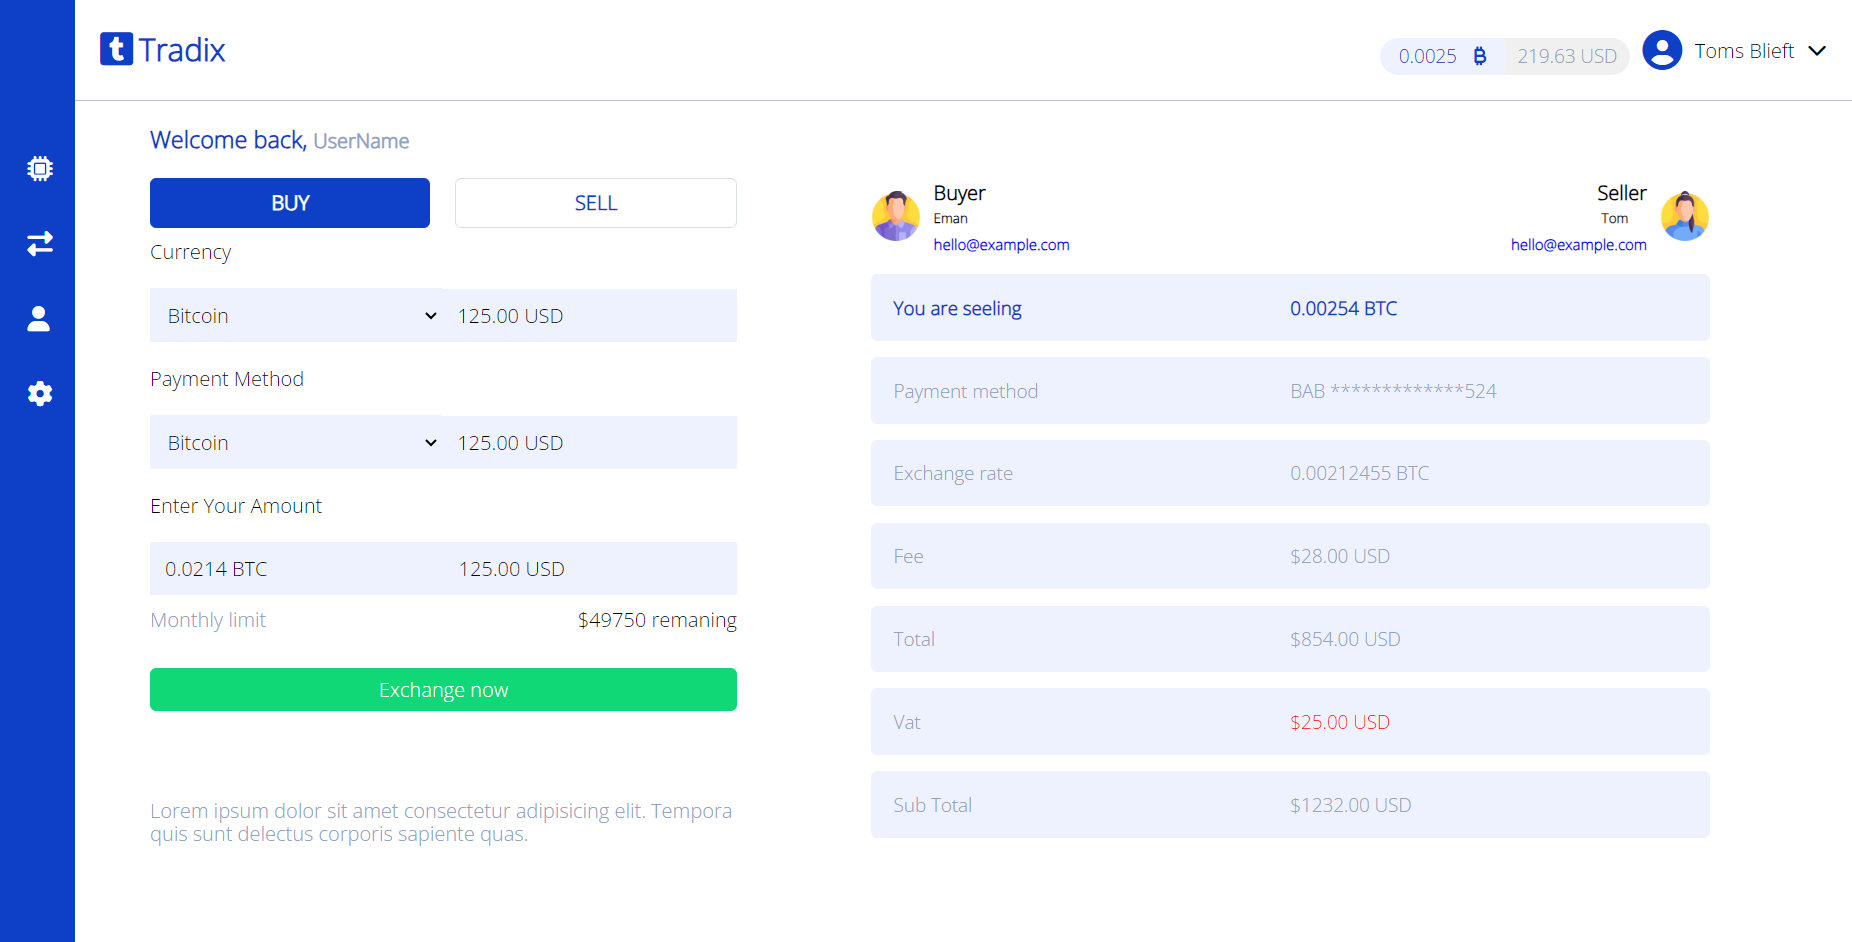 t Tradix
0.0025 ₿ 219.63 USD
Toms Blieft
Welcome back, UserName
BUY SELL
Currency
Bitcoin 125.00 USD
Payment Method
Bitcoin 125.00 USD
Enter Your Amount
0.0214 BTC 125.00 USD
Monthly limit $49750 remaning
Exchange now
Lorem ipsum dolor sit amet consectetur adipisicing elit. Tempora
quis sunt delectus corporis sapiente quas.
Buyer
Eman
hello@example.com
Seller
Tom
hello@example.com
You are seeling 0.00254 BTC
Payment method BAB *************524
Exchange rate 0.00212455 BTC
Fee $28.00 USD
Total $854.00 USD
Vat $25.00 USD
Sub Total $1232.00 USD